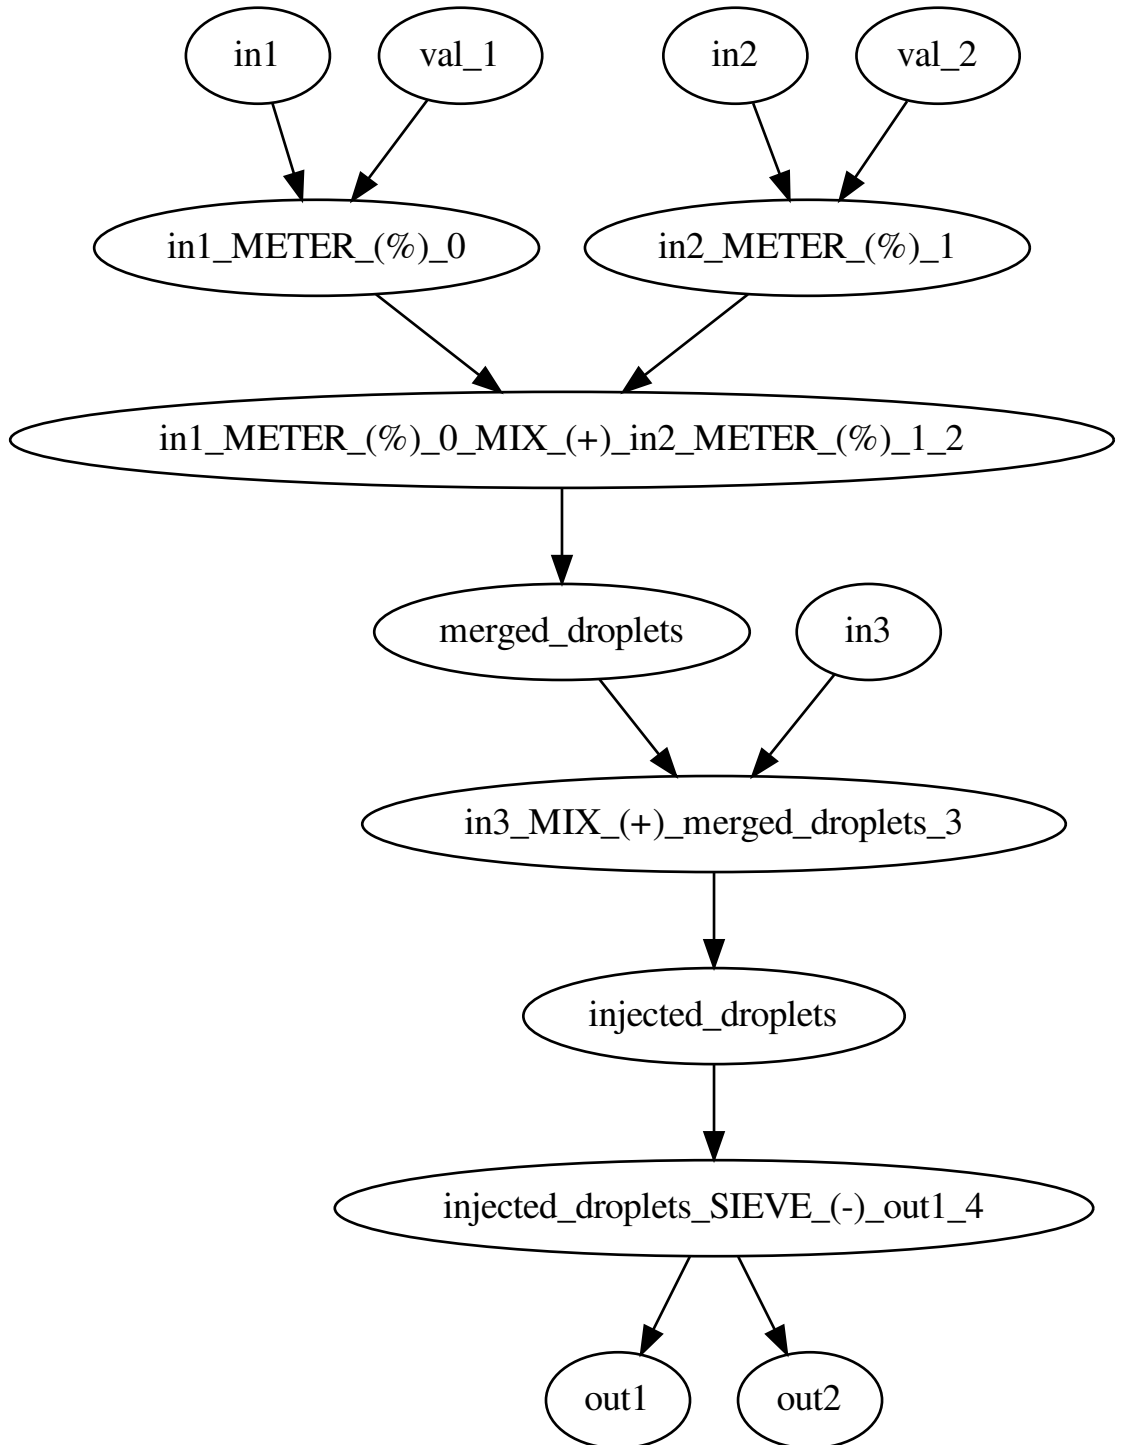 in1
val_1
in2
val_2
in1_METER_(%)_0
in2_METER_(%)_1
in1_METER_(%)_0_MIX_(+)_in2_METER_(%)_1_2
merged_droplets
in3
in3_MIX_(+)_merged_droplets_3
injected_droplets
injected_droplets_SIEVE_(-)_out1_4
out1
out2